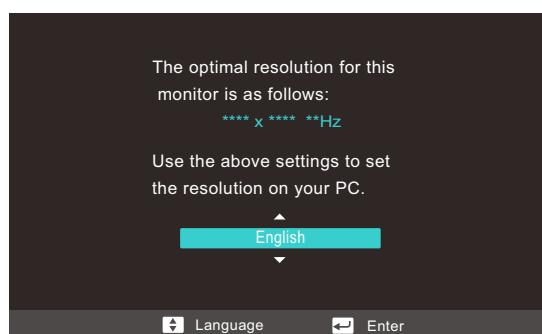 The optimal resolution for this
monitor is as follows:
**** x **** **Hz
Use the above settings to set
the resolution on your PC.
English
Language Enter